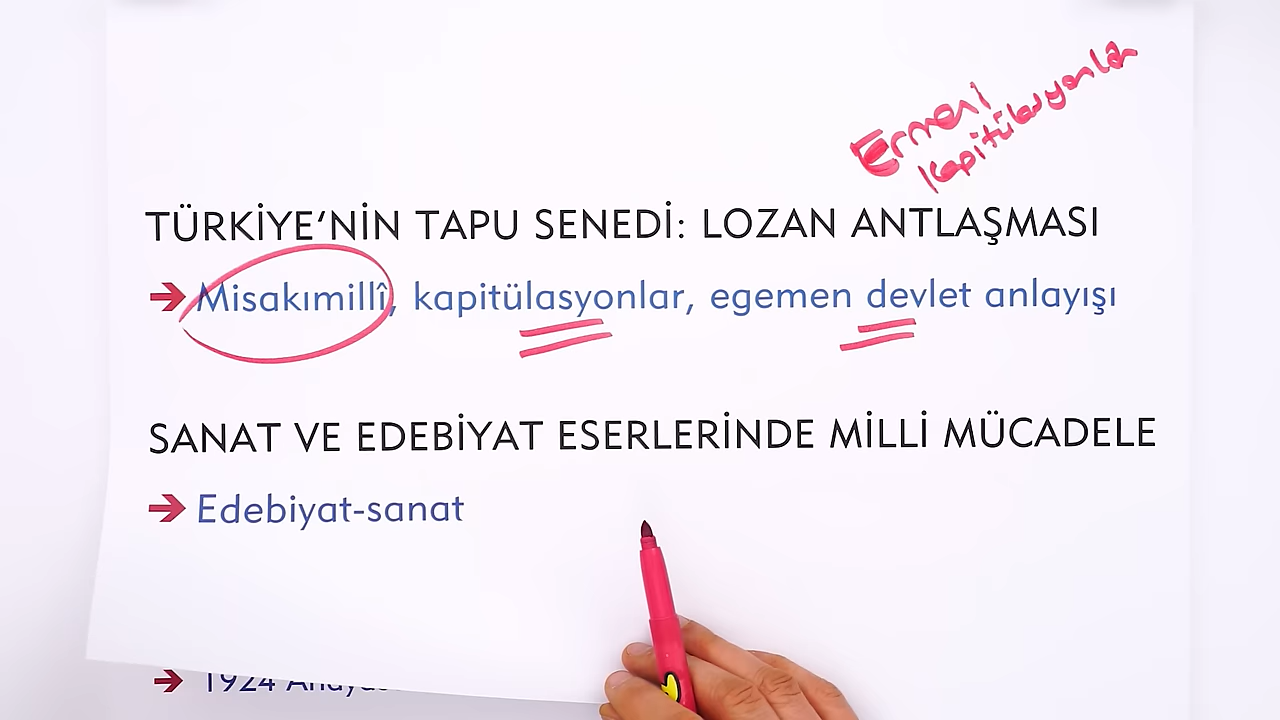 Ermeni
kapitülasyonlar
TÜRKİYE'NİN TAPU SENEDİ: LOZAN ANTLAŞMASI
Misakımillî, kapitülasyonlar, egemen devlet anlayışı
SANAT VE EDEBİYAT ESERLERİNDE MİLLİ MÜCADELE
Edebiyat-sanat
1924